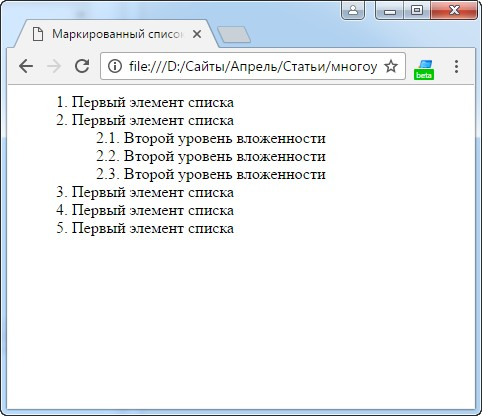 Маркированный список
file:///D:/Сайты/Апрель/Статьи/многоу
beta
1. Первый элемент списка
2. Первый элемент списка
2.1. Второй уровень вложенности
2.2. Второй уровень вложенности
2.3. Второй уровень вложенности
3. Первый элемент списка
4. Первый элемент списка
5. Первый элемент списка